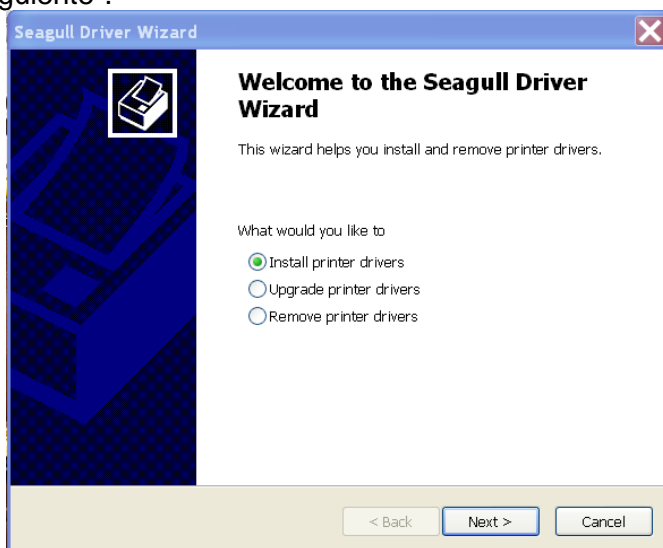 guiente".
Seagull Driver Wizard
Welcome to the Seagull Driver
Wizard
This wizard helps you install and remove printer drivers.
What would you like to
Install printer drivers
Upgrade printer drivers
Remove printer drivers
< Back Next > Cancel